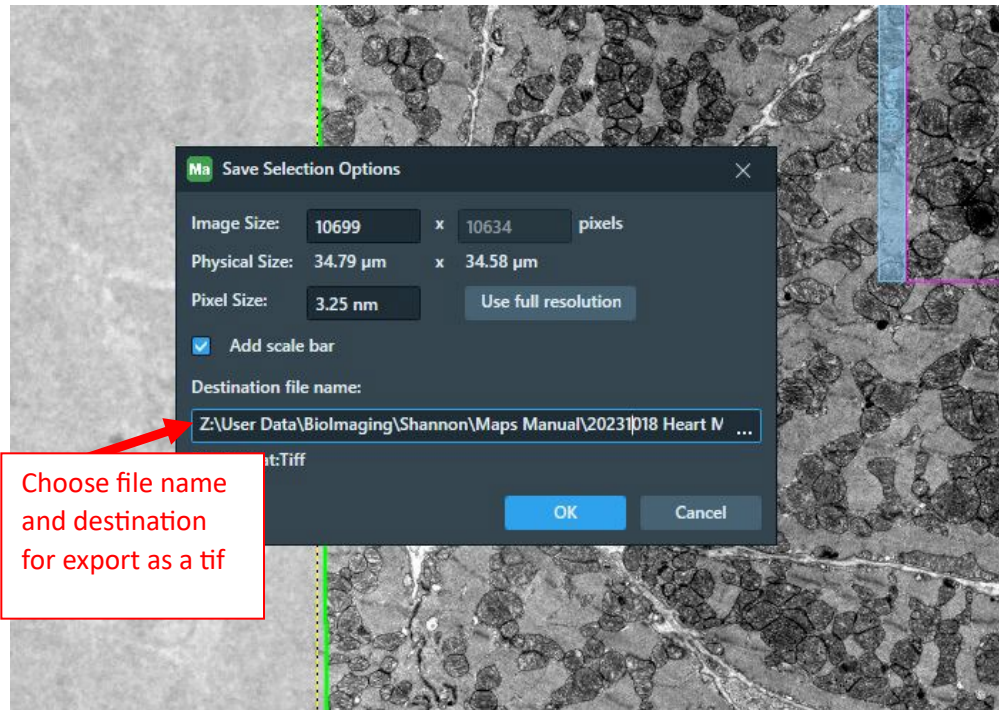 Ma Save Selection Options
Image Size: 10699 x 10634 pixels
Physical Size: 34.79 µm x 34.58 µm
Pixel Size: 3.25 nm Use full resolution
Add scale bar
Destination file name:
Z:\User Data\BioImaging\Shannon\Maps Manual\20231018 Heart M ...
t:Tiff
OK Cancel
Choose file name
and destination
for export as a tif